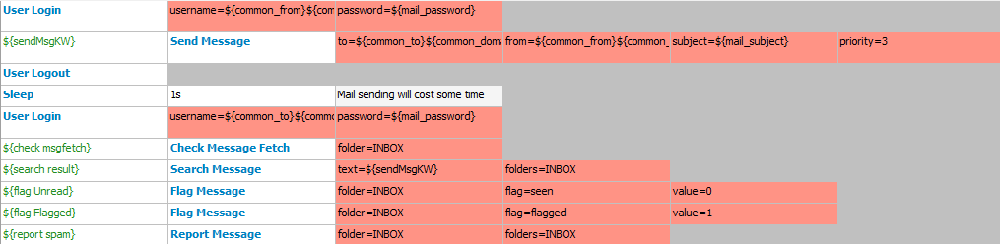 User Login username=${common_from}${com password=${mail_password}
${sendMsgKW} Send Message to=${common_to}${common_doma from=${common_from}${common_ subject=${mail_subject} priority=3
User Logout
Sleep 1s Mail sending will cost some time
User Login username=${common_to}${commo password=${mail_password}
${check msgfetch} Check Message Fetch folder=INBOX
${search result} Search Message text=${sendMsgKW} folders=INBOX
${flag Unread} Flag Message folder=INBOX flag=seen value=0
${flag Flagged} Flag Message folder=INBOX flag=flagged value=1
${report spam} Report Message folder=INBOX folders=INBOX